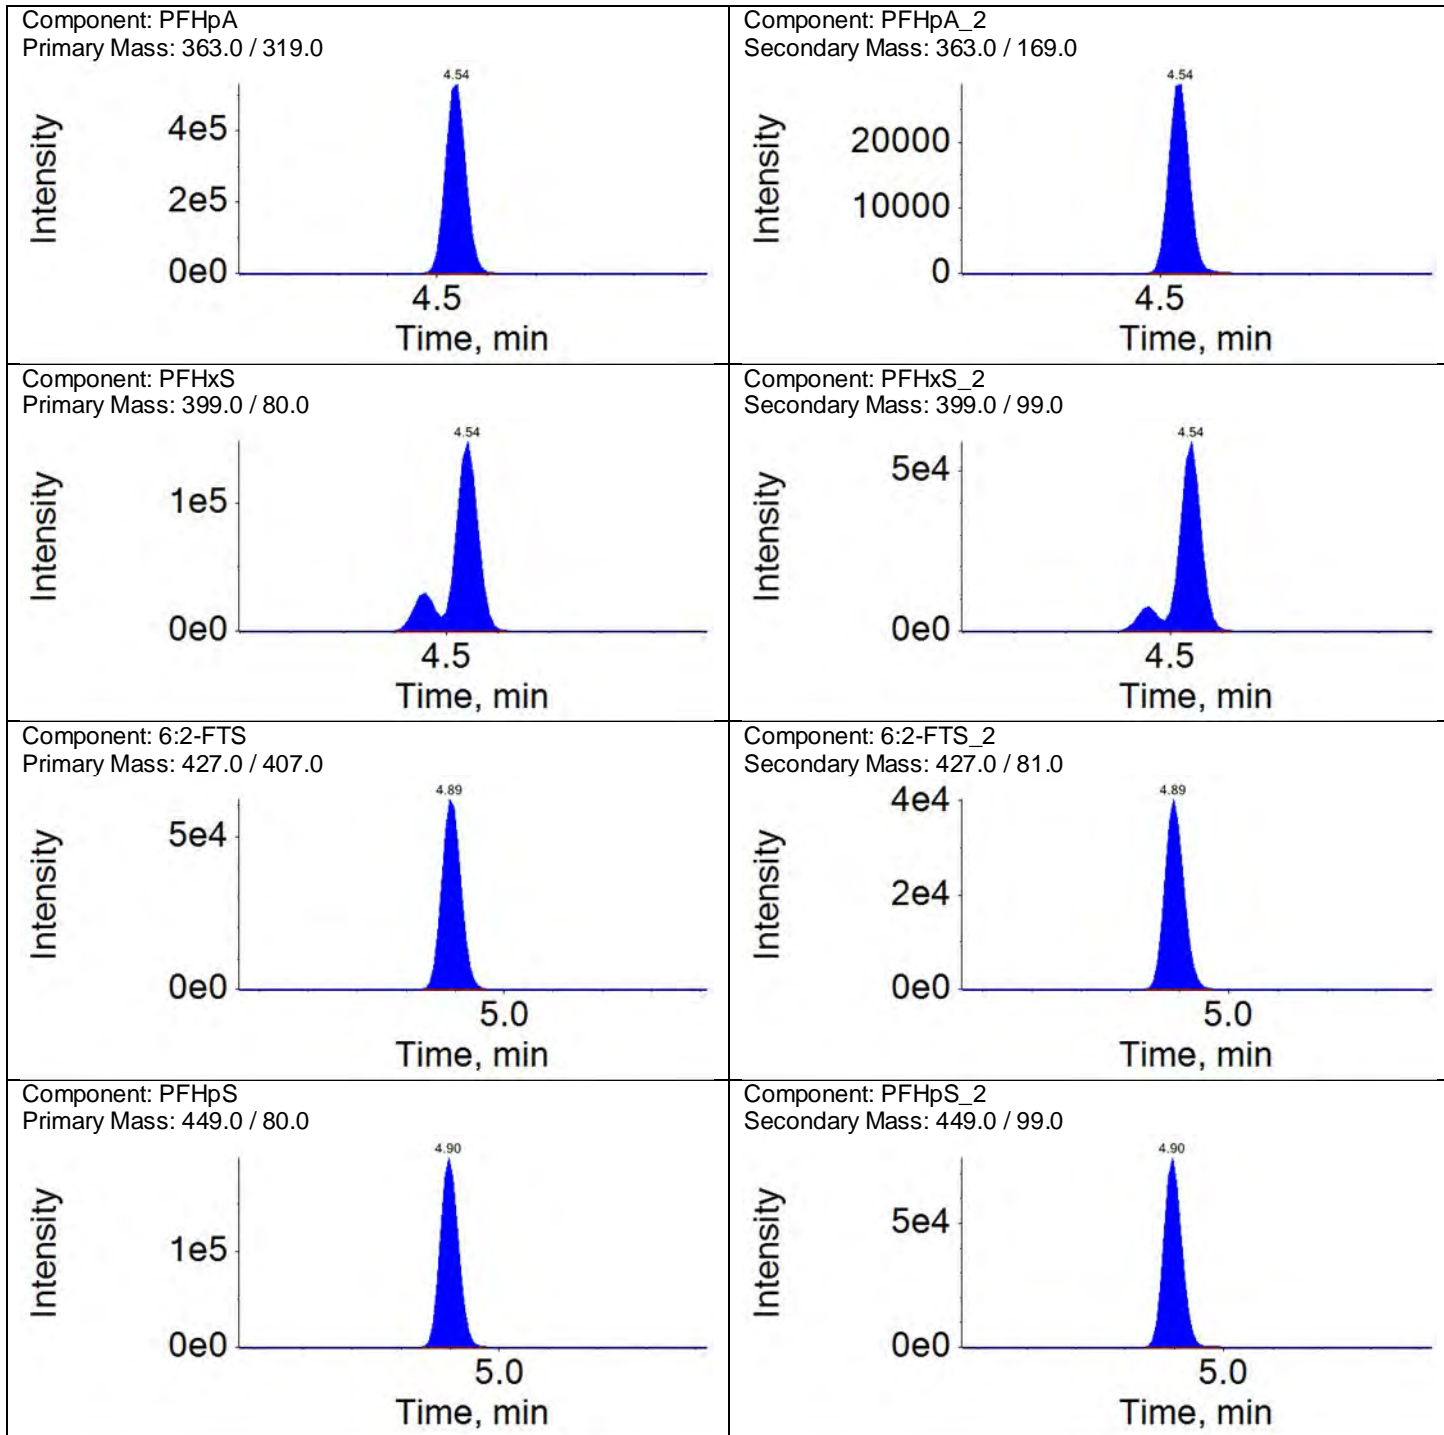 Component: PFHpA
Primary Mass: 363.0 / 319.0
4.54
Intensity
4e5
2e5
0e0
4.5
Time, min
Component: PFHpA_2
Secondary Mass: 363.0 / 169.0
4.54
Intensity
20000
10000
0
4.5
Time, min
Component: PFHxS
Primary Mass: 399.0 / 80.0
4.54
Intensity
1e5
0e0
4.5
Time, min
Component: PFHxS_2
Secondary Mass: 399.0 / 99.0
4.54
Intensity
5e4
0e0
4.5
Time, min
Component: 6:2-FTS
Primary Mass: 427.0 / 407.0
4.89
Intensity
5e4
0e0
5.0
Time, min
Component: 6:2-FTS_2
Secondary Mass: 427.0 / 81.0
4.89
Intensity
4e4
2e4
0e0
5.0
Time, min
Component: PFHpS
Primary Mass: 449.0 / 80.0
4.90
Intensity
1e5
0e0
5.0
Time, min
Component: PFHpS_2
Secondary Mass: 449.0 / 99.0
4.90
Intensity
5e4
0e0
5.0
Time, min